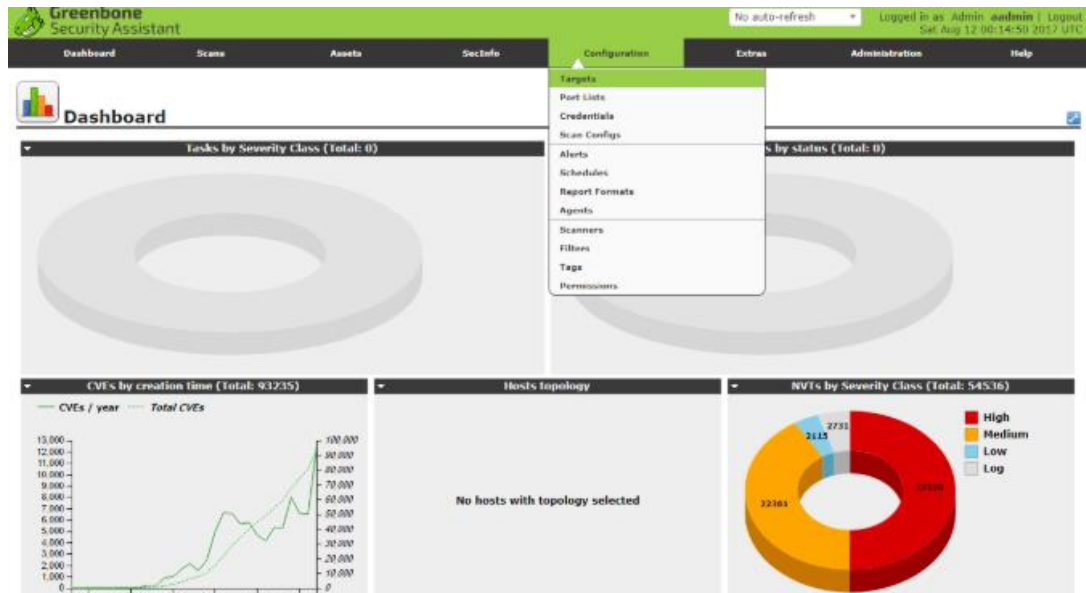 Greenbone
Security Assistant
No auto-refresh
Logged in as Admin aadmin | Logout
Sat Aug 12 00:14:50 2017 UTC
Dashboard Scans Assets SecInfo Configuration Extras Administration Help
Targets
Port Lists
Credentials
Scan Configs
Alerts
Schedules
Report Formats
Agents
Scanners
Filters
Tags
Permissions
Dashboard
Tasks by Severity Class (Total: 0)
s by status (Total: 0)
CVEs by creation time (Total: 93235)
CVEs / year Total CVEs
13,000
12,000
11,000
10,000
9,000
8,000
7,000
6,000
5,000
4,000
3,000
2,000
1,000
0
100,000
90,000
80,000
70,000
60,000
50,000
40,000
30,000
20,000
10,000
0
Hosts topology
No hosts with topology selected
NVTs by Severity Class (Total: 54536)
2731
2115
22361
High
Medium
Low
Log